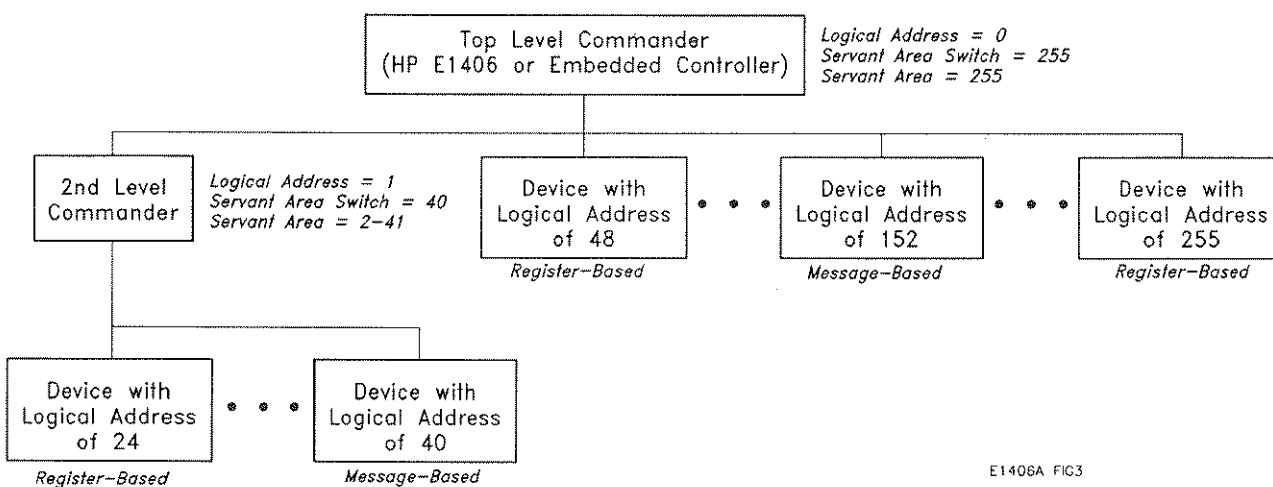 Top Level Commander
(HP E1406 or Embedded Controller)
Logical Address = 0
Servant Area Switch = 255
Servant Area = 255
2nd Level
Commander
Logical Address = 1
Servant Area Switch = 40
Servant Area = 2-41
Device with
Logical Address
of 48
Register-Based
Device with
Logical Address
of 152
Message-Based
Device with
Logical Address
of 255
Register-Based
Device with
Logical Address
of 24
Register-Based
Device with
Logical Address
of 40
Message-Based
E1406A FIG3